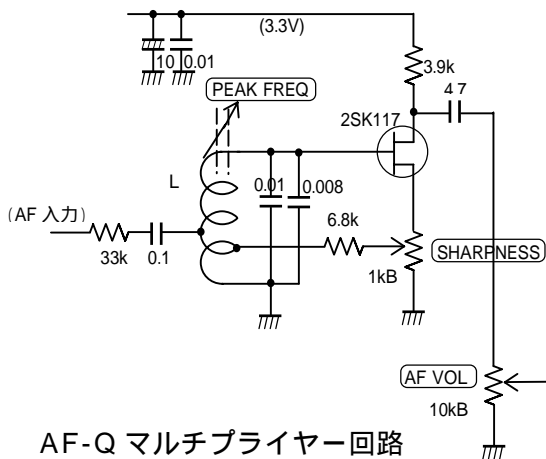 (3.3V)
10 0.01
3.9k
PEAK FREQ
47
2SK117
L
0.01 0.008
(AF 入力)
6.8k
33k 0.1
SHARPNESS
1kB
AF VOL
10kB
AF-Q マルチプライヤー回路